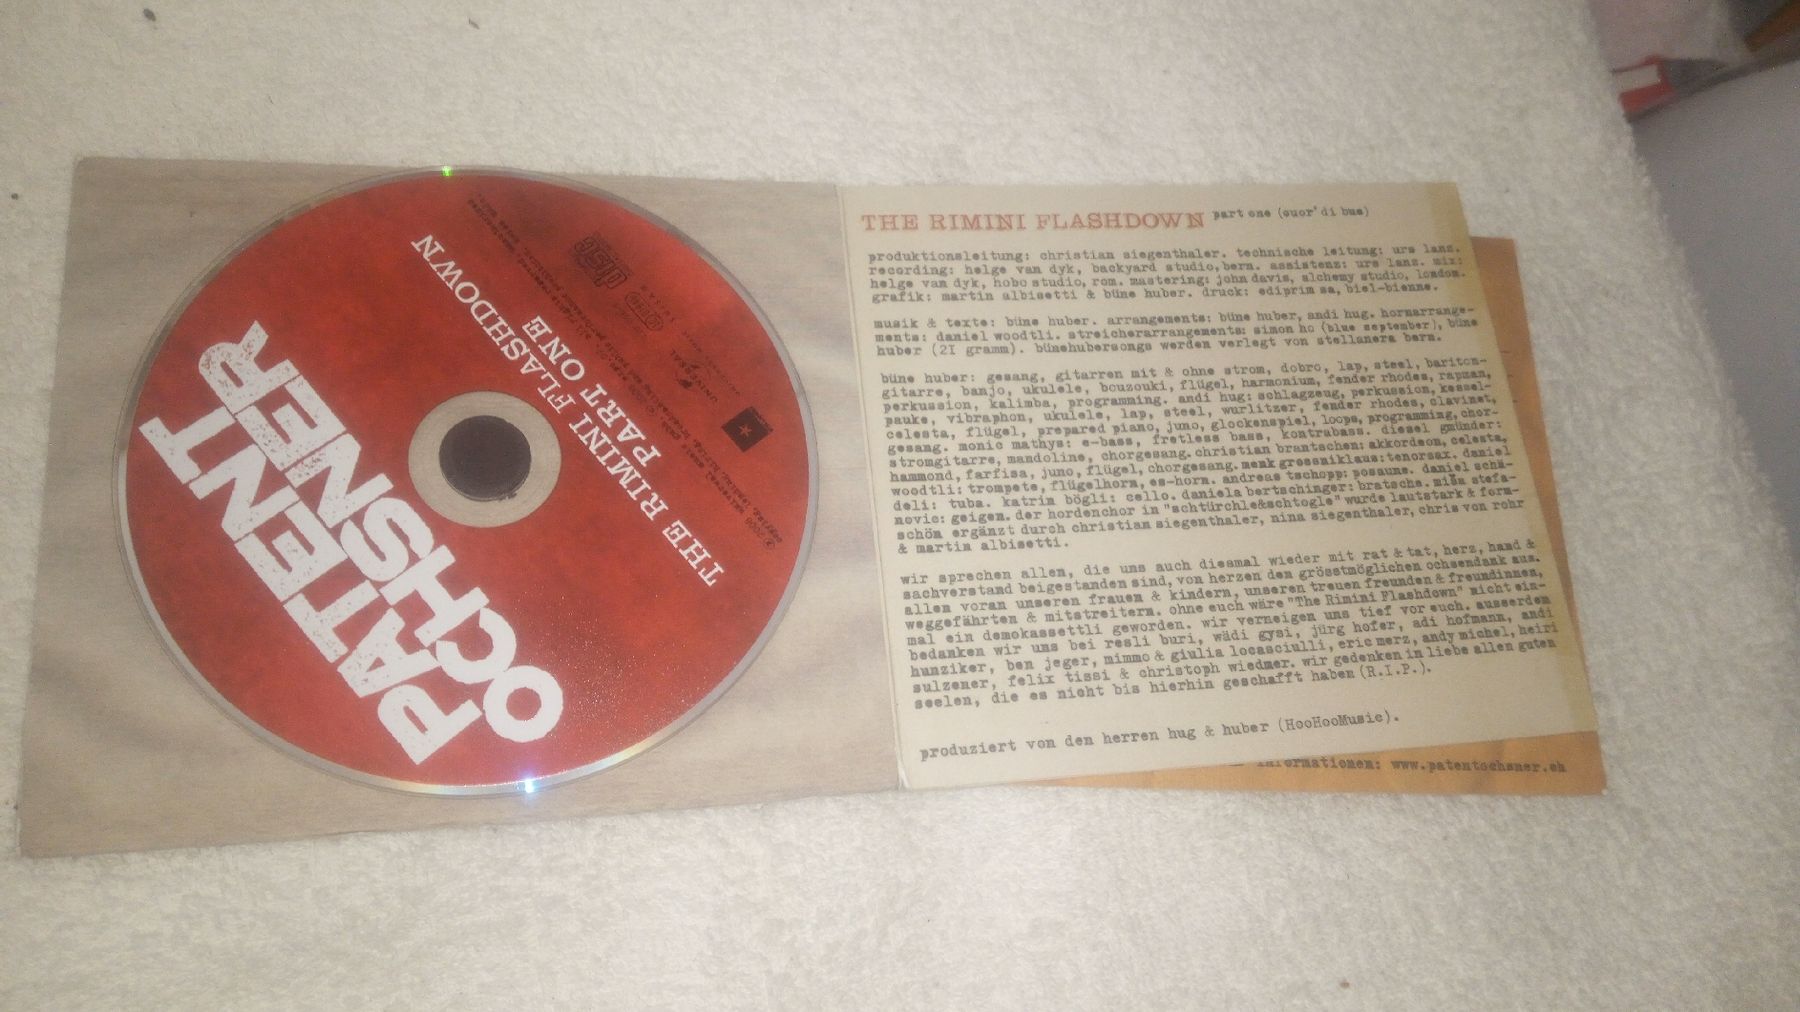 PATENT
OCHSNER
THE RIMINI FLASHDOWN
PART ONE
UNIVERSAL
THE RIMINI FLASHDOWN part one (cuor' di bue)
produktionsleitung: christian siegenthaler. technische leitung: urs lanz.
recording: helge van dyk, backyard studio, bern. assistenz: urs lanz. mix:
helge van dyk, hobo studio, rom. mastering: john davis, alchemy studio, london.
grafik: martin albisetti & büne huber. druck: ediprim sa, biel-bienne.
musik & texte: büne huber. arrangements: büne huber, andi hug. hornarrange-
ments: daniel woodtli. streicherarrangements: simon ho (blue september), büne
huber (21 gramm). bünehubersongs werden verlegt von stellanera bern.
büne huber: gesang, gitarren mit & ohne strom, dobro, lap, steel, bariton-
gitarre, banjo, ukulele, bouzouki, flügel, harmonium, fender rhodes, rapman,
perkussion, kalimba, programming. andi hug: schlagzeug, perkussion, kessel-
pauke, vibraphon, ukulele, lap, steel, wurlitzer, fender rhodes, clavinet,
celesta, flügel, prepared piano, juno, glockenspiel, loops, programming, chor-
gesang. monic mathys: e-bass, fretless bass, kontrabass. diesel gmünder:
stromgitarre, mandoline, chorgesang. christian brantschen: akkordeon, celesta,
hammond, farfisa, juno, flügel, chorgesang. menk grossniklaus: tenorsax. daniel
woodtli: trompete, flügelhorn, es-horn. andreas tschopp: posaune. daniel schä-
deli: tuba. katrin bögli: cello. daniela bertschinger: bratsche. miša stefa-
novic: geigen. der hordenchor in "schtürchle&schtogle" wurde lautstark & form-
schön ergänzt durch christian siegenthaler, nina siegenthaler, chris von rohr
& martin albisetti.
wir sprechen allen, die uns auch diesmal wieder mit rat & tat, herz, hand &
sachverstand beigestanden sind, von herzen den grösstmöglichen ochsendank aus.
allen voran unseren frauen & kindern, unseren treuen freunden & freundinnen,
weggefährten & mitstreitern. ohne euch wäre "The Rimini Flashdown" nicht ein-
mal ein demokassettli geworden. wir verneigen uns tief vor euch. ausserdem
bedanken wir uns bei resli buri, wädi gysi, jürg hofer, adi hofmann, andi
hunziker, ben jeger, mimmo & giulia locasciulli, eric merz, andy michel, heiri
sulzener, felix tissi & christoph wiedmer. wir gedenken in liebe allen guten
seelen, die es nicht bis hierhin geschafft haben (R.I.P.).
produziert von den herren hug & huber (HooHooMusic).
informationen: www.patentochsner.ch